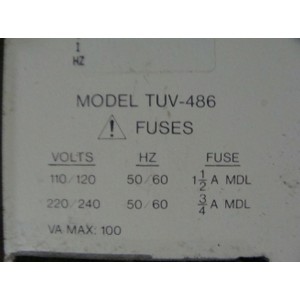 1
HZ
MODEL TUV-486
⚠ FUSES
VOLTS HZ FUSE
110/120 50/60 1 1/2 A MDL
220/240 50/60 3/4 A MDL
VA MAX: 100